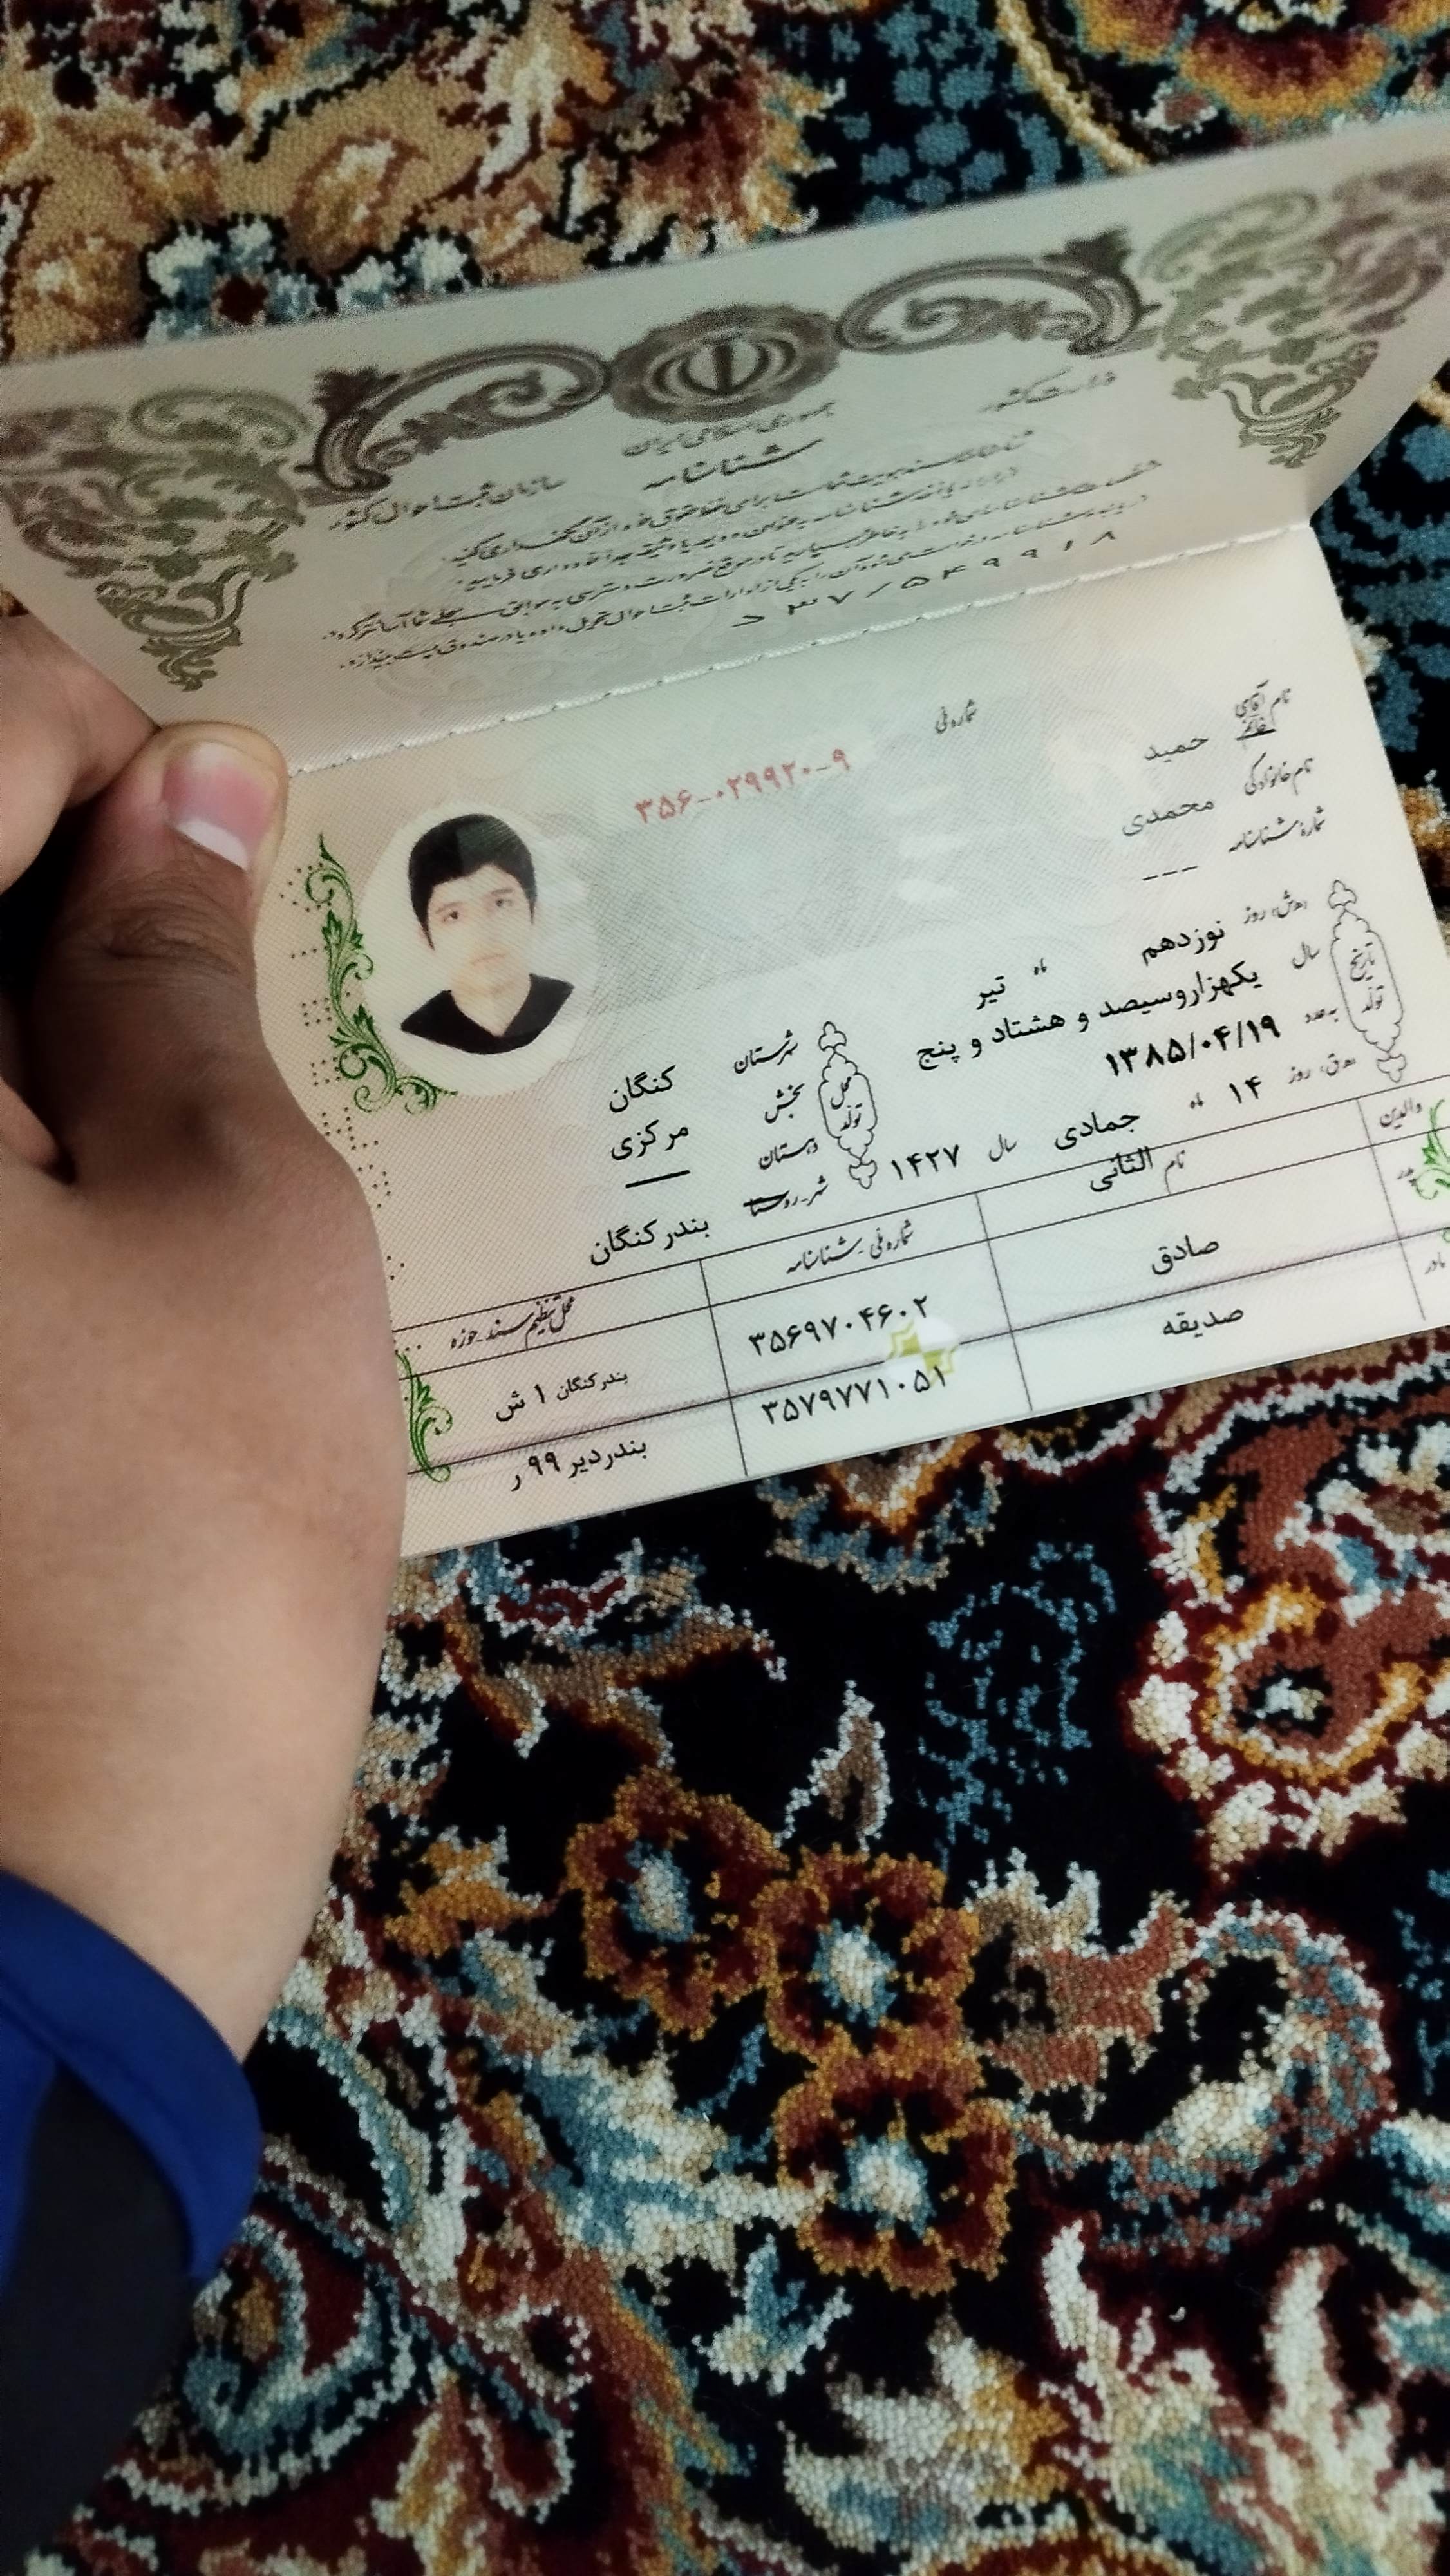 جمهوری اسلامی ایران
وزارت کشور
شناسنامه
سازمان ثبت احوال کشور
د ۳۷/۵۴۹۹۱۸
نام آقای خانم حمید
شماره ملی
۳۵۶-۰۲۹۹۲۰-۹
نام خانوادگی محمدی
شماره شناسنامه ---
تاریخ تولد
روز نوزدهم ماه تیر
سال یکهزاروسیصد و هشتاد و پنج
به عدد ۱۳۸۵/۰۴/۱۹
روز ۱۴ ماه جمادی الثانی سال ۱۴۲۷
محل تولد
شهرستان کنگان
بخش مرکزی
دهستان —
شهر-روستا بندر کنگان
والدین نام شماره ملی-شناسنامه محل تنظیم سند-حوزه
پدر صادق ۳۵۶۹۷۰۴۶۰۲ بندر کنگان ۱ ش
مادر صدیقه ۳۵۷۹۷۷۱۰۵۱ بندردیر ۹۹ ر